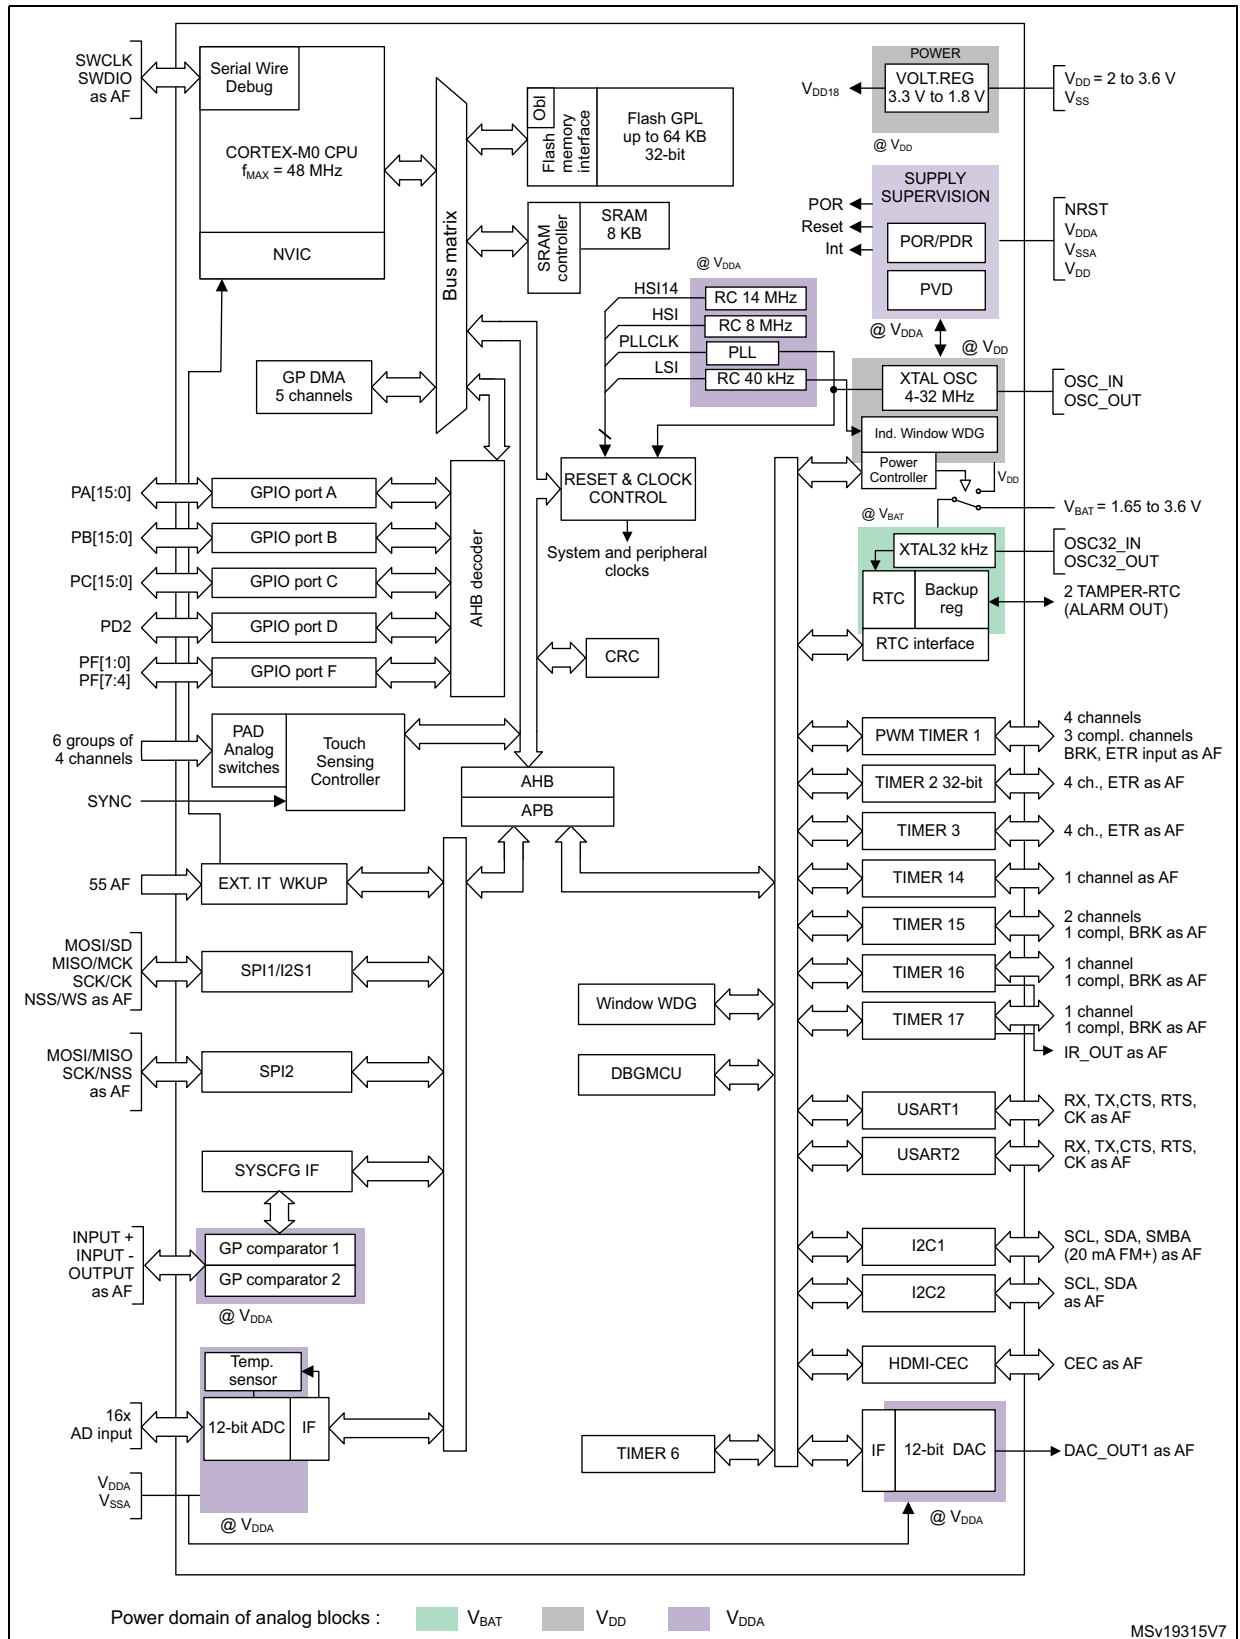 SWCLK
SWDIO
as AF
Serial Wire
Debug
CORTEX-M0 CPU
fMAX = 48 MHz
NVIC
Bus matrix
Obl
Flash
memory
interface
Flash GPL
up to 64 KB
32-bit
SRAM
controller
SRAM
8 KB
POWER
VOLT.REG
3.3 V to 1.8 V
VDD18
VDD = 2 to 3.6 V
VSS
@ VDD
SUPPLY
SUPERVISION
POR
Reset
Int
POR/PDR
PVD
NRST
VDDA
VSSA
VDD
@ VDDA
@ VDDA
HSI14
HSI
PLLCLK
LSI
RC 14 MHz
RC 8 MHz
PLL
RC 40 kHz
@ VDD
XTAL OSC
4-32 MHz
OSC_IN
OSC_OUT
Ind. Window WDG
Power
Controller
VDD
VBAT = 1.65 to 3.6 V
@ VBAT
XTAL32 kHz
OSC32_IN
OSC32_OUT
RTC
Backup
reg
2 TAMPER-RTC
(ALARM OUT)
RTC interface
GP DMA
5 channels
RESET & CLOCK
CONTROL
System and peripheral
clocks
AHB decoder
PA[15:0]
GPIO port A
PB[15:0]
GPIO port B
PC[15:0]
GPIO port C
PD2
GPIO port D
PF[1:0]
PF[7:4]
GPIO port F
CRC
6 groups of
4 channels
PAD
Analog
switches
Touch
Sensing
Controller
SYNC
AHB
APB
55 AF
EXT. IT WKUP
MOSI/SD
MISO/MCK
SCK/CK
NSS/WS as AF
SPI1/I2S1
MOSI/MISO
SCK/NSS
as AF
SPI2
SYSCFG IF
INPUT +
INPUT -
OUTPUT
as AF
GP comparator 1
GP comparator 2
@ VDDA
Temp.
sensor
16x
AD input
12-bit ADC
IF
VDDA
VSSA
@ VDDA
Window WDG
DBGMCU
TIMER 6
PWM TIMER 1
4 channels
3 compl. channels
BRK, ETR input as AF
TIMER 2 32-bit
4 ch., ETR as AF
TIMER 3
4 ch., ETR as AF
TIMER 14
1 channel as AF
TIMER 15
2 channels
1 compl, BRK as AF
TIMER 16
1 channel
1 compl, BRK as AF
TIMER 17
1 channel
1 compl, BRK as AF
IR_OUT as AF
USART1
RX, TX,CTS, RTS,
CK as AF
USART2
RX, TX,CTS, RTS,
CK as AF
I2C1
SCL, SDA, SMBA
(20 mA FM+) as AF
I2C2
SCL, SDA
as AF
HDMI-CEC
CEC as AF
IF
12-bit DAC
DAC_OUT1 as AF
@ VDDA
Power domain of analog blocks :
VBAT
VDD
VDDA
MSv19315V7